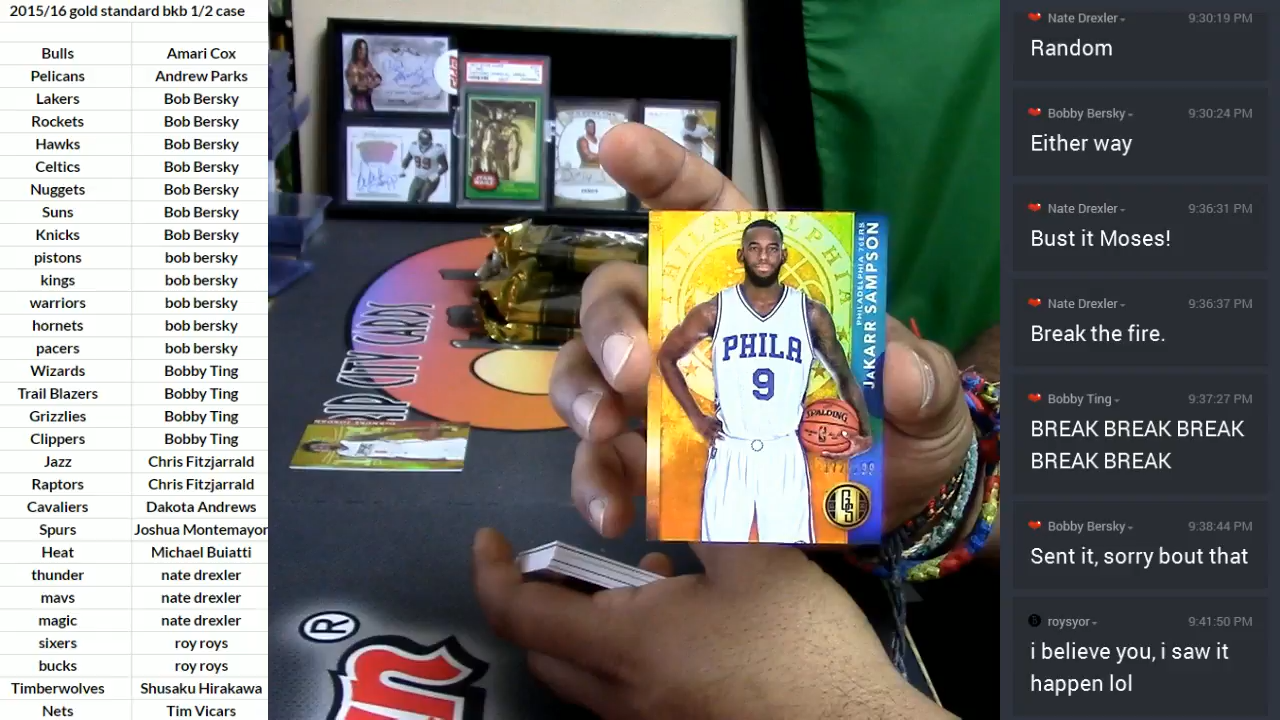 2015/16 gold standard bkb 1/2 case
Bulls Amari Cox
Pelicans Andrew Parks
Lakers Bob Bersky
Rockets Bob Bersky
Hawks Bob Bersky
Celtics Bob Bersky
Nuggets Bob Bersky
Suns Bob Bersky
Knicks Bob Bersky
pistons bob bersky
kings bob bersky
warriors bob bersky
hornets bob bersky
pacers bob bersky
Wizards Bobby Ting
Trail Blazers Bobby Ting
Grizzlies Bobby Ting
Clippers Bobby Ting
Jazz Chris Fitzjarrald
Raptors Chris Fitzjarrald
Cavaliers Dakota Andrews
Spurs Joshua Montemayor
Heat Michael Buiatti
thunder nate drexler
mavs nate drexler
magic nate drexler
sixers roy roys
bucks roy roys
Timberwolves Shusaku Hirakawa
Nets Tim Vicars
STAR
WARS
99
RIP CITY CARDS
PHILADELPHIA
PHILADELPHIA 76ERS
JAKARR SAMPSON
PHILA
9
SPALDING
GS
®
Nate Drexler 9:30:19 PM
Random
Bobby Bersky 9:30:24 PM
Either way
Nate Drexler 9:36:31 PM
Bust it Moses!
Nate Drexler 9:36:37 PM
Break the fire.
Bobby Ting 9:37:27 PM
BREAK BREAK BREAK
BREAK BREAK
Bobby Bersky 9:38:44 PM
Sent it, sorry bout that
roysyor 9:41:50 PM
i believe you, i saw it
happen lol